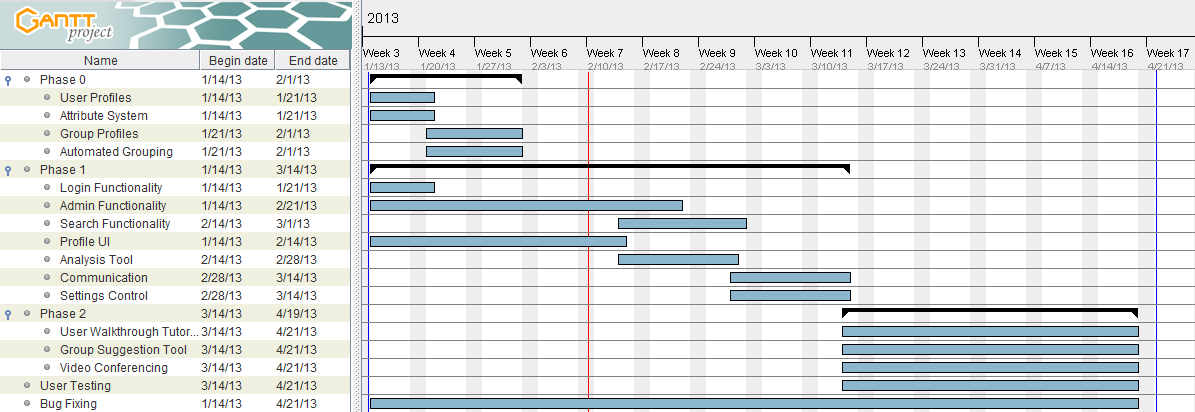 GANTT
project
2013
Week 3 Week 4 Week 5 Week 6 Week 7 Week 8 Week 9 Week 10 Week 11 Week 12 Week 13 Week 14 Week 15 Week 16 Week 17
1/13/13 1/20/13 1/27/13 2/3/13 2/10/13 2/17/13 2/24/13 3/3/13 3/10/13 3/17/13 3/24/13 3/31/13 4/7/13 4/14/13 4/21/13
Name Begin date End date
Phase 0 1/14/13 2/1/13
User Profiles 1/14/13 1/21/13
Attribute System 1/14/13 1/21/13
Group Profiles 1/21/13 2/1/13
Automated Grouping 1/21/13 2/1/13
Phase 1 1/14/13 3/14/13
Login Functionality 1/14/13 1/21/13
Admin Functionality 1/14/13 2/21/13
Search Functionality 2/14/13 3/1/13
Profile UI 1/14/13 2/14/13
Analysis Tool 2/14/13 2/28/13
Communication 2/28/13 3/14/13
Settings Control 2/28/13 3/14/13
Phase 2 3/14/13 4/19/13
User Walkthrough Tutor... 3/14/13 4/21/13
Group Suggestion Tool 3/14/13 4/21/13
Video Conferencing 3/14/13 4/21/13
User Testing 3/14/13 4/21/13
Bug Fixing 1/14/13 4/21/13